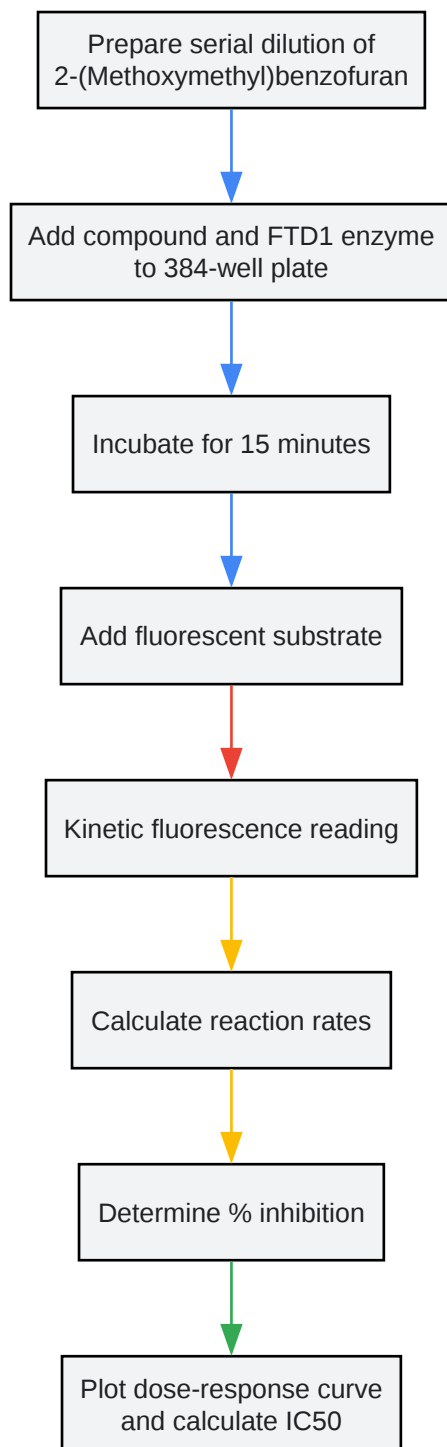 Prepare serial dilution of
2-(Methoxymethyl)benzofuran
Add compound and FTD1 enzyme
to 384-well plate
Incubate for 15 minutes
Add fluorescent substrate
Kinetic fluorescence reading
Calculate reaction rates
Determine % inhibition
Plot dose-response curve
and calculate IC50